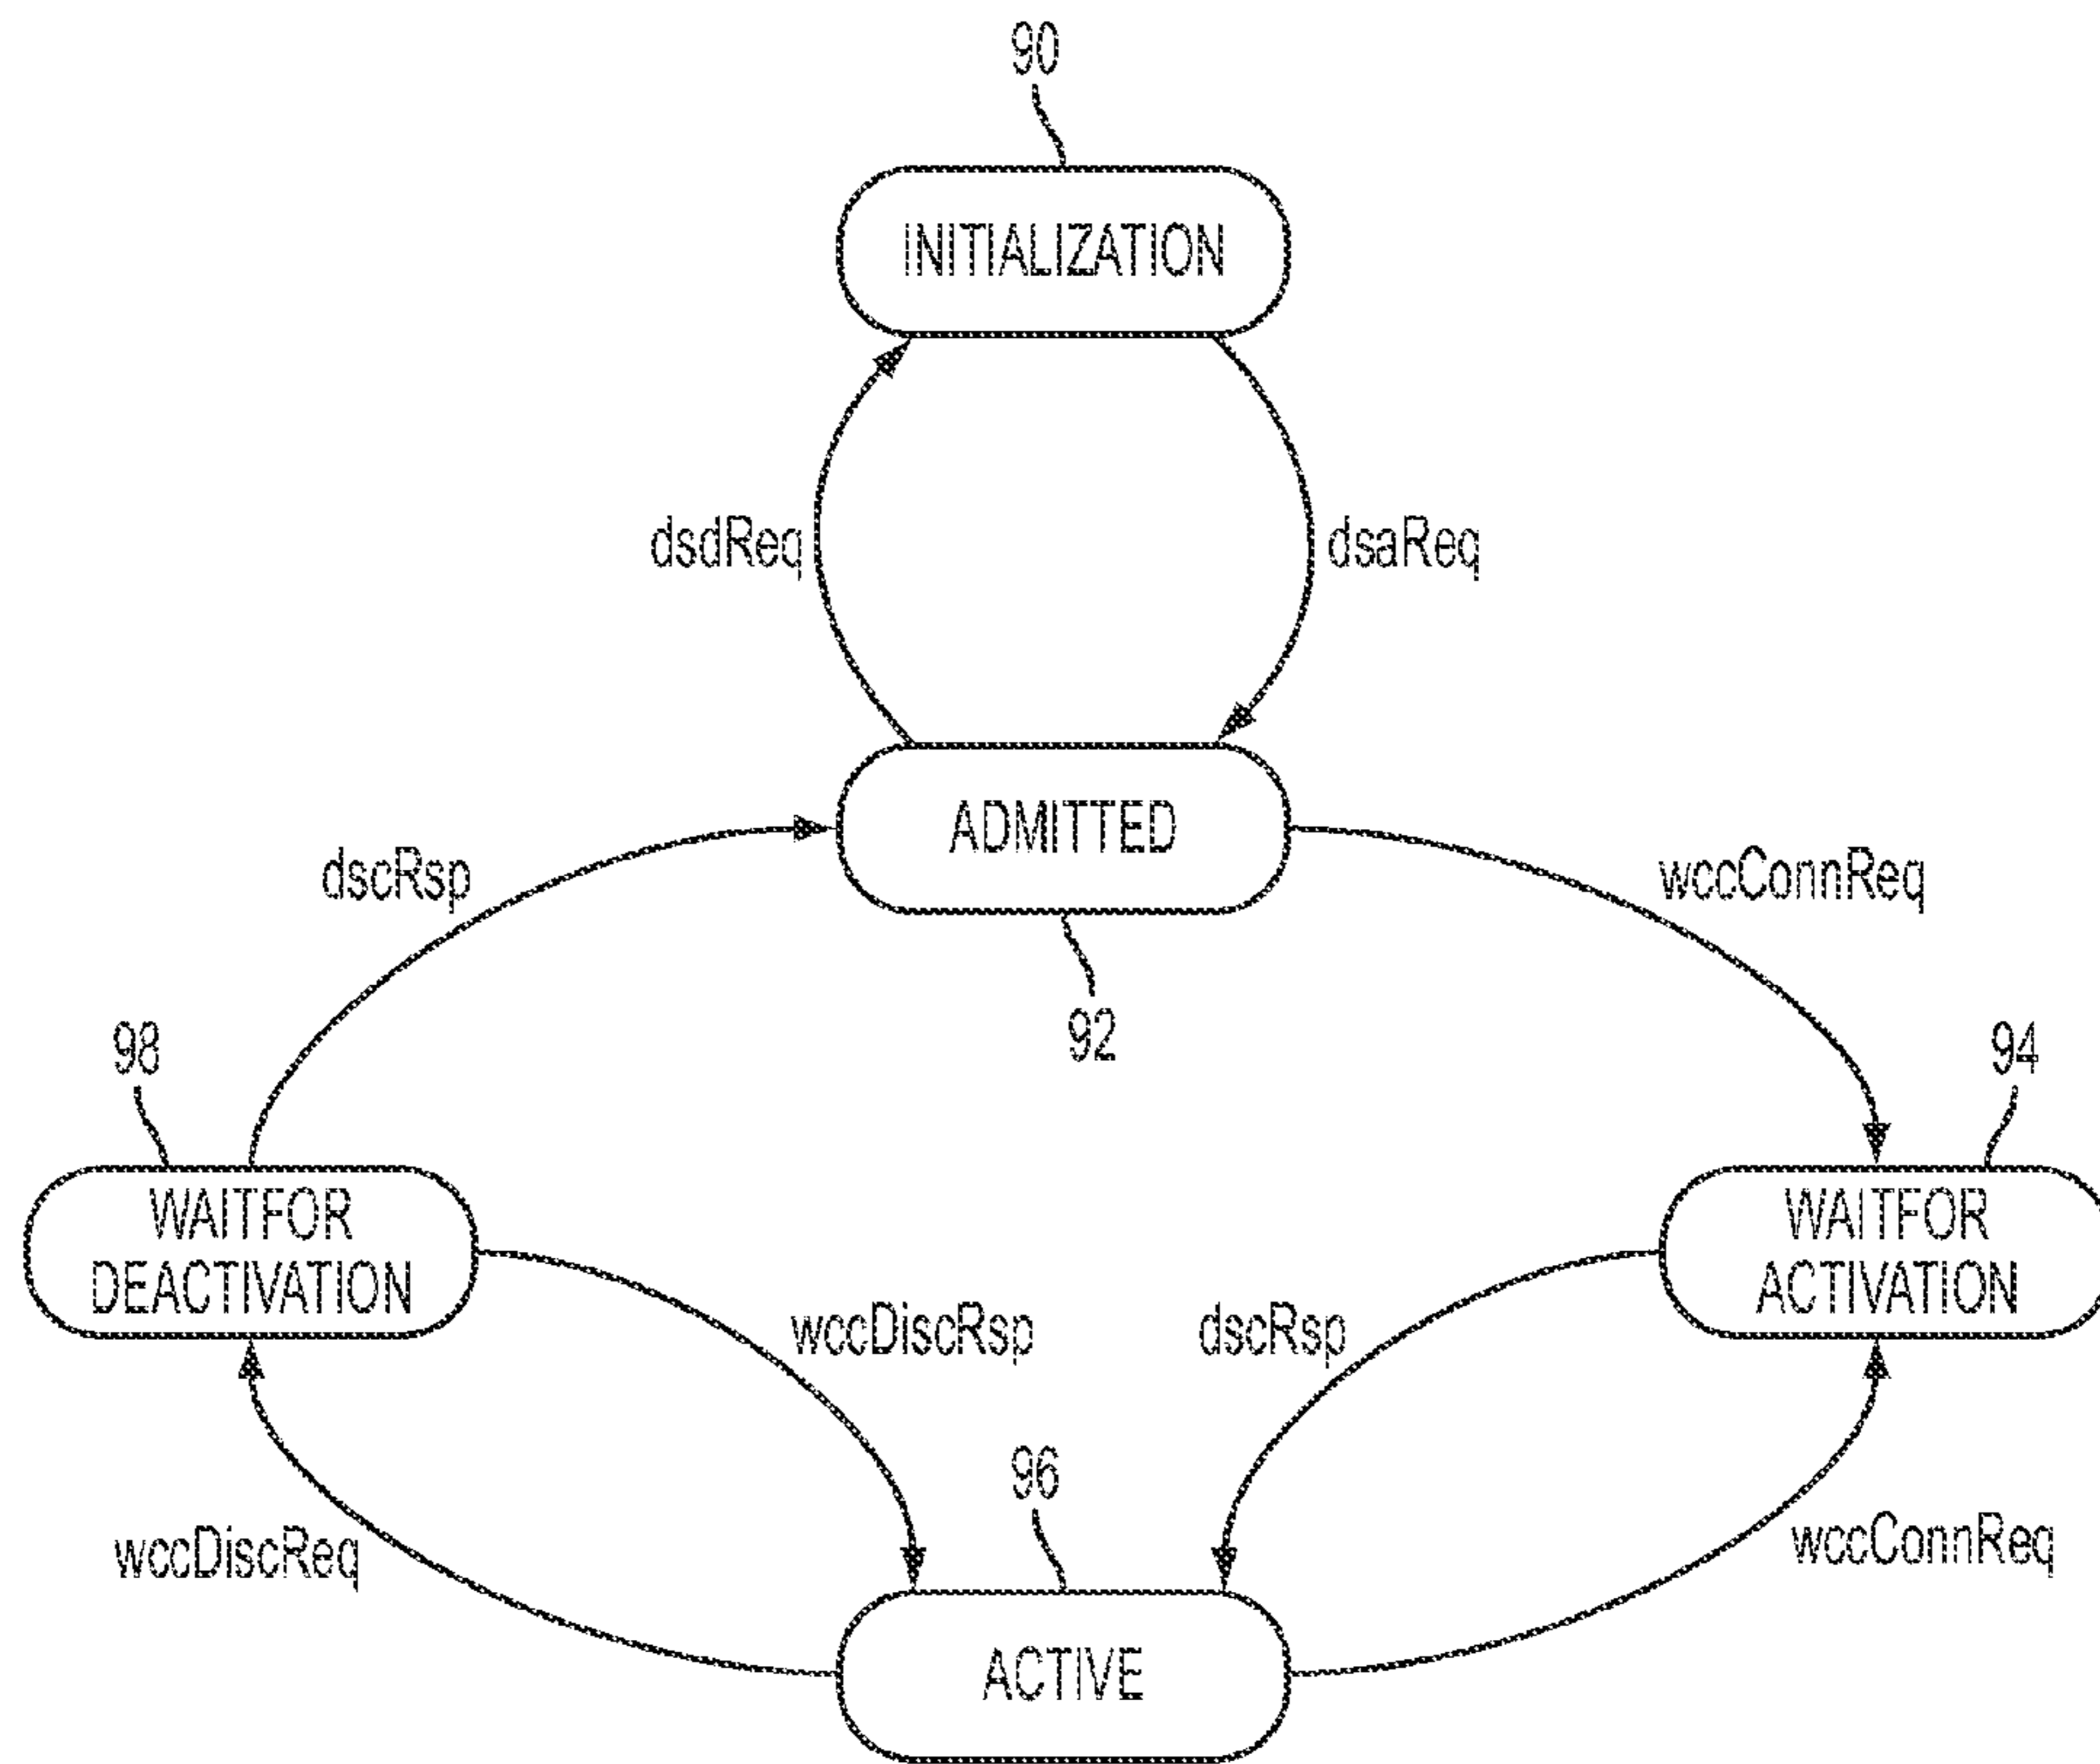 90
INITIALIZATION
dsdReq
dsaReq
ADMITTED
dscRsp
wccConnReq
92
98
94
WAITFOR
DEACTIVATION
WAITFOR
ACTIVATION
wccDiscRsp
dscRsp
96
wccDiscReq
wccConnReq
ACTIVE